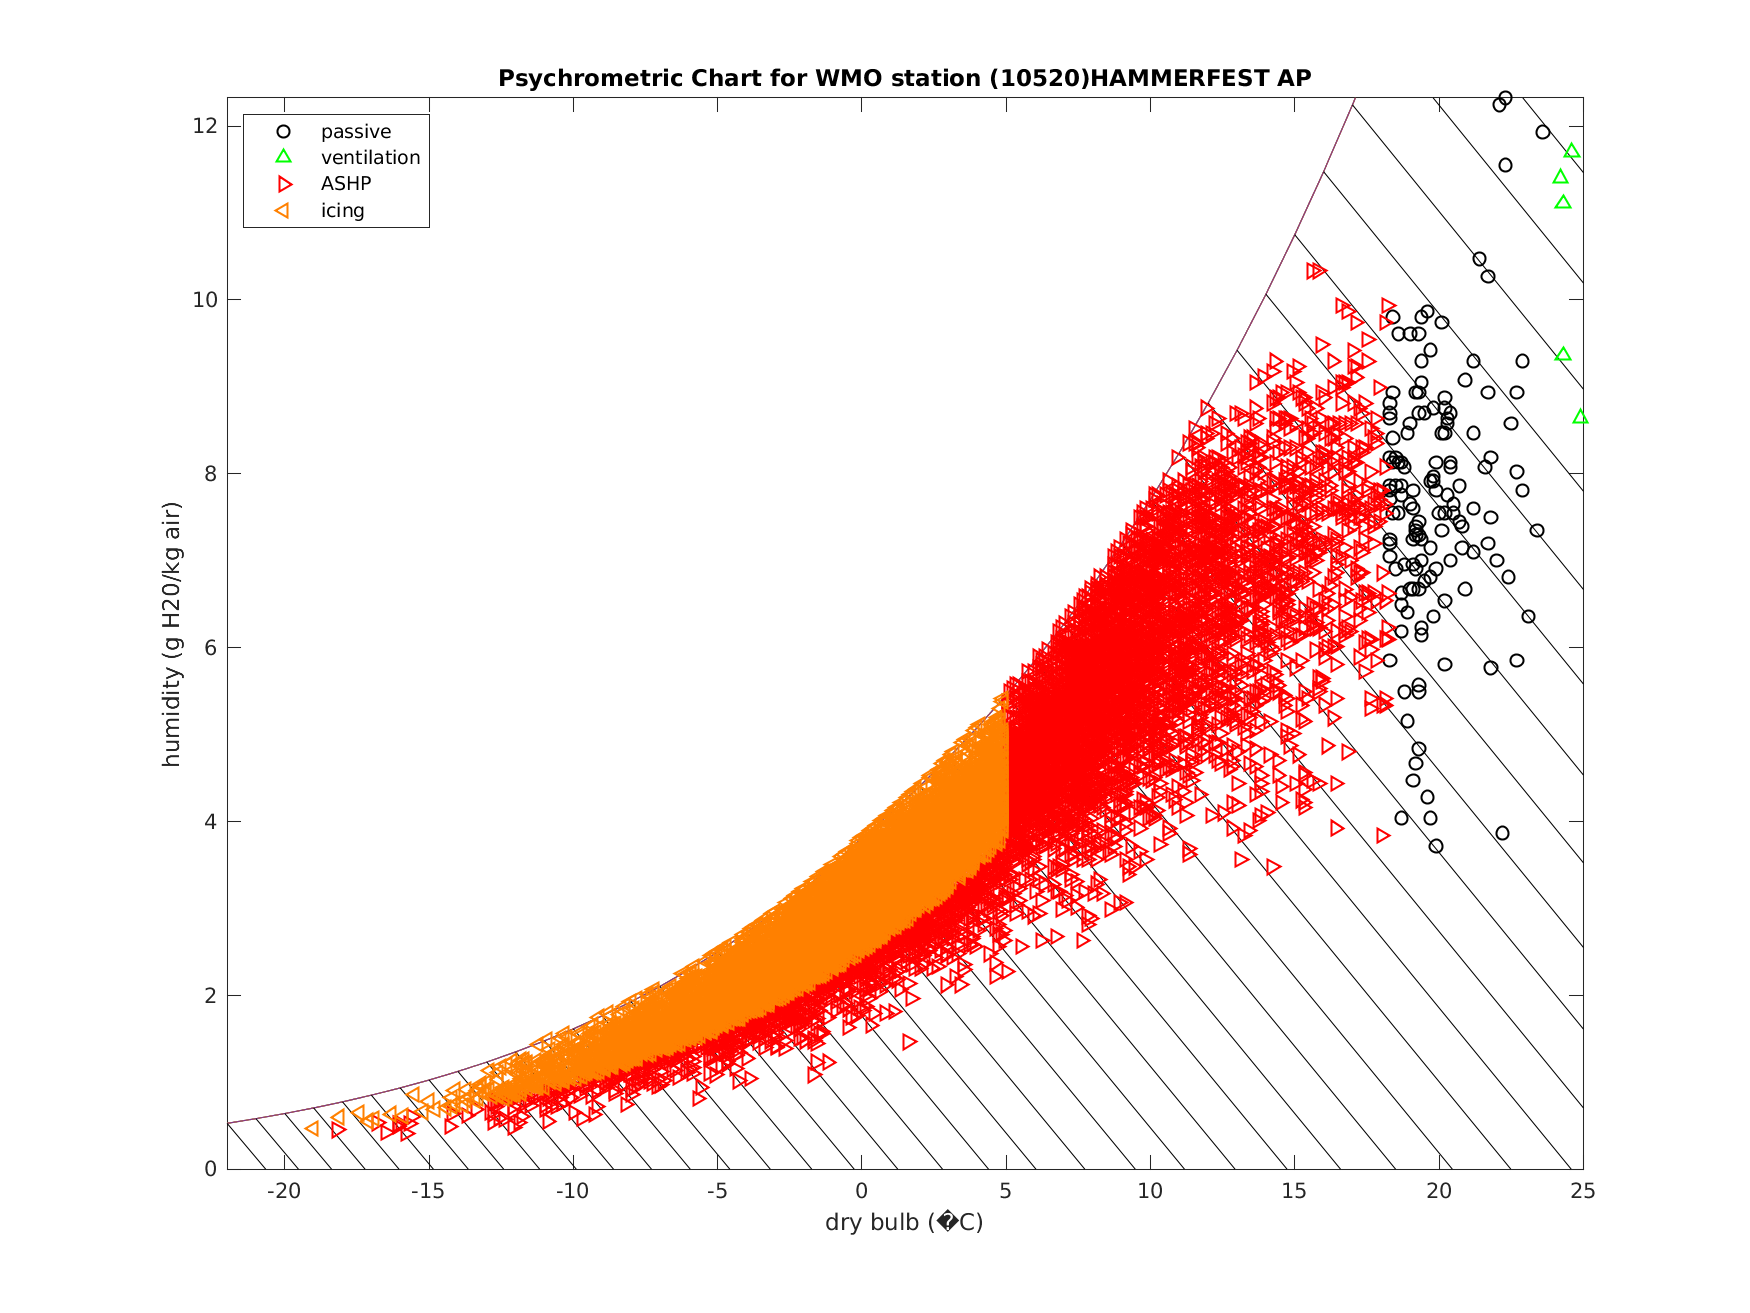 Psychrometric Chart for WMO station (10520)HAMMERFEST AP
passive
ventilation
ASHP
icing
humidity (g H20/kg air)
12
10
8
6
4
2
0
-20 -15 -10 -5 0 5 10 15 20 25
dry bulb (�C)